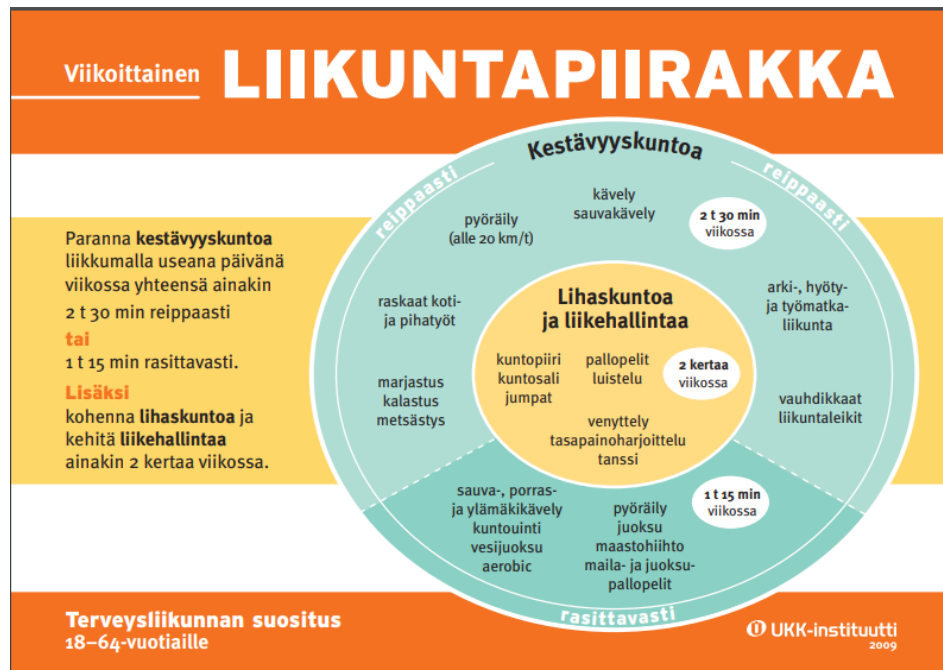 Viikoittainen LIIKUNTAPIIRAKKA
Paranna kestävyyskuntoa
liikkumalla useana päivänä
viikossa yhteensä ainakin
2 t 30 min reippaasti
tai
1 t 15 min rasittavasti.
Lisäksi
kohenna lihaskuntoa ja
kehitä liikehallintaa
ainakin 2 kertaa viikossa.
Kestävyyskuntoa
reippaasti
reippaasti
kävely
sauvakävely
2 t 30 min
viikossa
pyöräily
(alle 20 km/t)
raskaat koti-
ja pihatyöt
arki-, hyöty-
ja työmatka-
liikunta
marjastus
kalastus
metsästys
vauhdikkaat
liikuntaleikit
Lihaskuntoa
ja liikehallintaa
kuntopiiri
kuntosali
jumpat
pallopelit
luistelu
2 kertaa
viikossa
venyttely
tasapainoharjoittelu
tanssi
sauva-, porras-
ja ylämäkikävely
kuntouinti
vesijuoksu
aerobic
pyöräily
juoksu
maastohiihto
maila- ja juoksu-
pallopelit
1 t 15 min
viikossa
rasittavasti
Terveysliikunnan suositus
18–64-vuotiaille
UKK-instituutti
2009